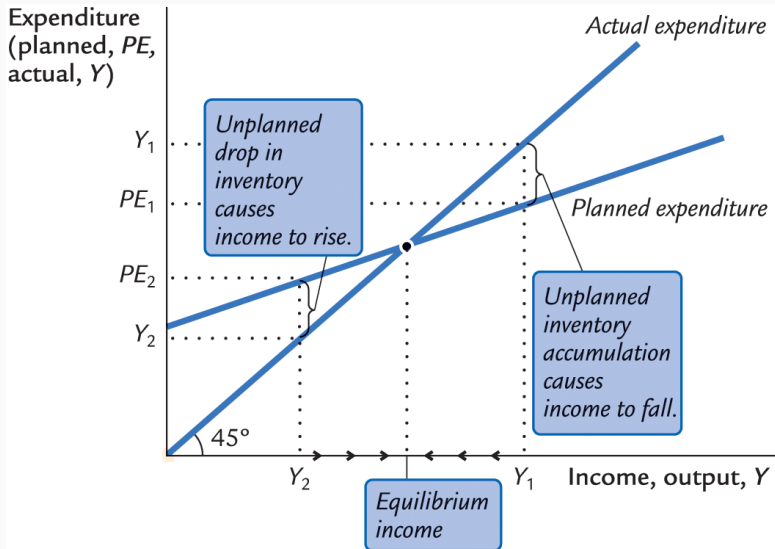 Expenditure
(planned, PE,
actual, Y)
Actual expenditure
Unplanned
drop in
inventory
causes
income to rise.
Y₁
PE₁
Planned expenditure
PE₂
Y₂
Unplanned
inventory
accumulation
causes
income to fall.
45º
Y₂
Y₁
Income, output, Y
Equilibrium
income